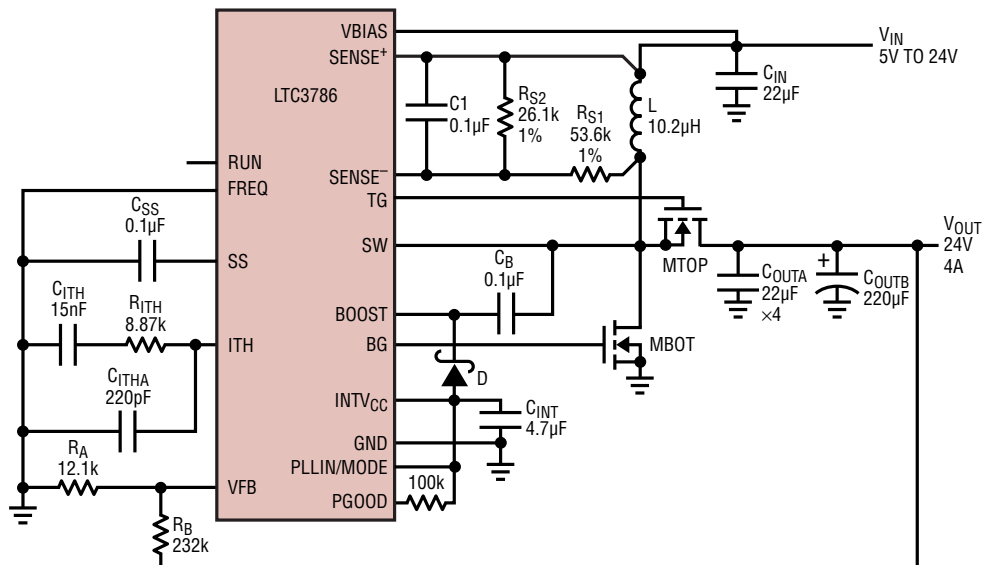 VBIAS
SENSE+
LTC3786
C1
0.1µF
RS2
26.1k
1%
RS1
53.6k
1%
L
10.2µH
VIN
5V TO 24V
CIN
22µF
RUN
FREQ
SENSE–
TG
CSS
0.1µF
SS
SW
MTOP
VOUT
24V
4A
CB
0.1µF
COUTA
22µF
×4
+
COUTB
220µF
CITH
15nF
RITH
8.87k
ITH
BOOST
BG
MBOT
D
CITHA
220pF
INTVCC
CINT
4.7µF
GND
PLLIN/MODE
RA
12.1k
VFB
PGOOD
100k
RB
232k